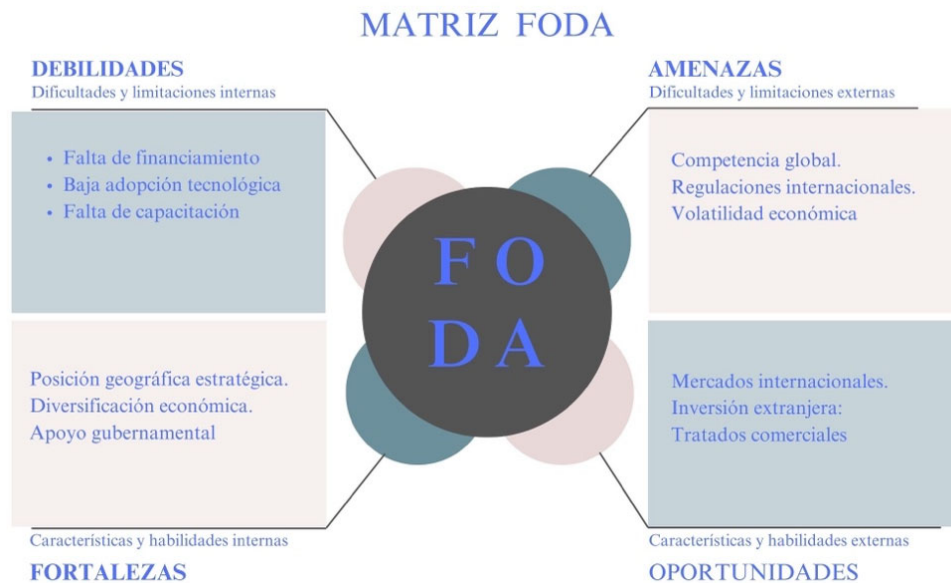 MATRIZ FODA
DEBILIDADES
Dificultades y limitaciones internas
• Falta de financiamiento
• Baja adopción tecnológica
• Falta de capacitación
AMENAZAS
Dificultades y limitaciones externas
Competencia global.
Regulaciones internacionales.
Volatilidad económica
F O
D A
Posición geográfica estratégica.
Diversificación económica.
Apoyo gubernamental
Características y habilidades internas
FORTALEZAS
Mercados internacionales.
Inversión extranjera:
Tratados comerciales
Características y habilidades externas
OPORTUNIDADES